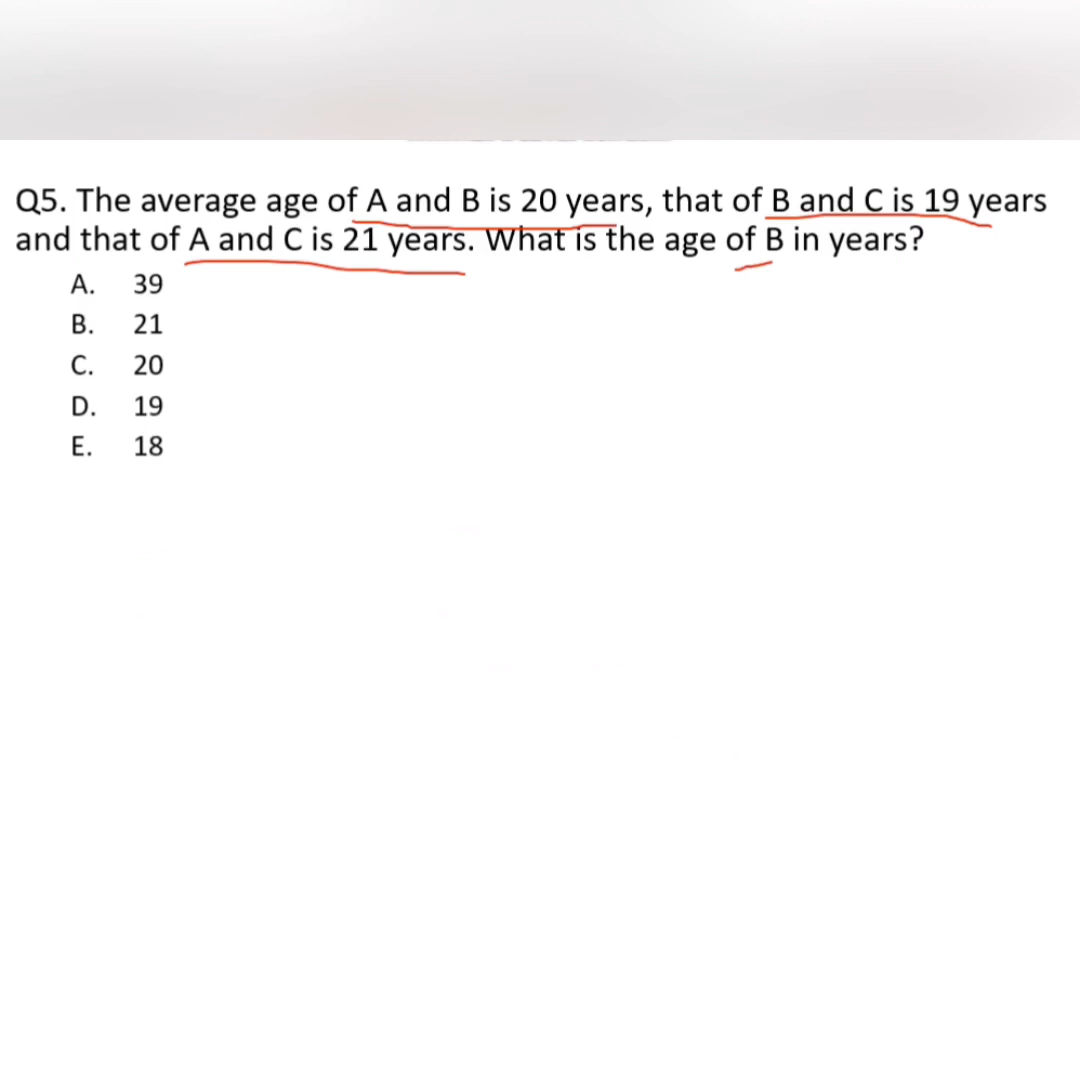 Q5. The average age of A and B is 20 years, that of B and C is 19 years
and that of A and C is 21 years. What is the age of B in years?
A. 39
B. 21
C. 20
D. 19
E. 18